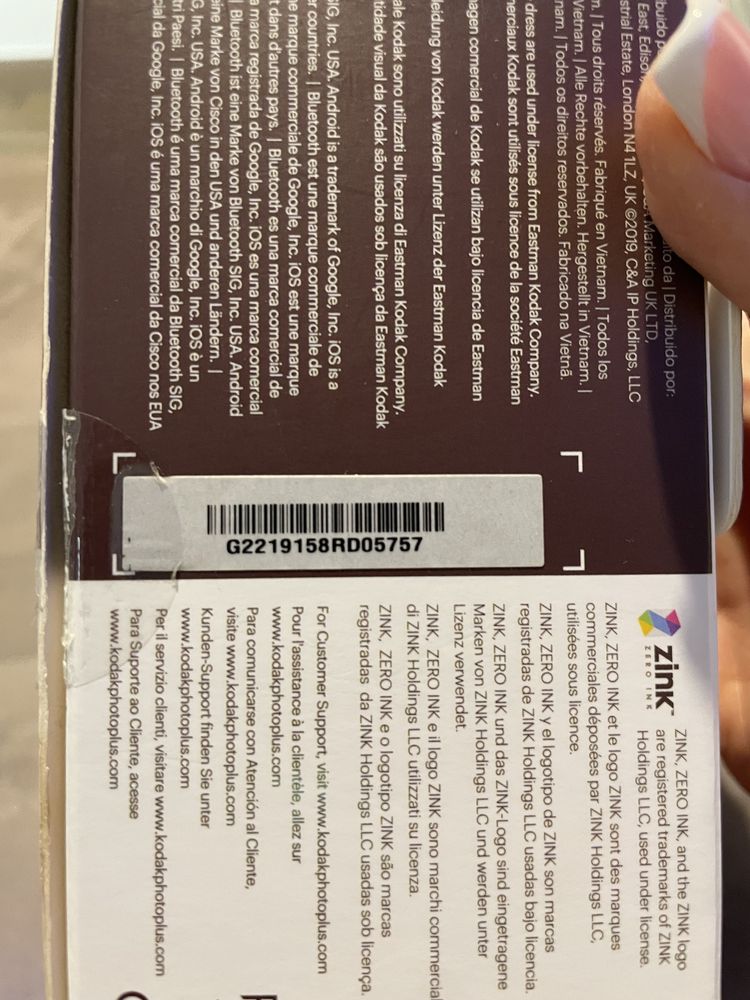 Distribuido por:
East, Edison, Marketing UK LTD,
Estate, London N4 1LZ, UK ©2019, C&A IP Holdings, LLC
| Tous droits réservés. Fabriqué en Vietnam. | Todos los
Vietnam. | Alle Rechte vorbehalten. Hergestellt in Vietnam. |
| Todos os direitos reservados. Fabricado na Vietnã.
dress are used under license from Eastman Kodak Company.
Kodak sont utilisés sous licence de la société Eastman
comercial de Kodak se utilizan bajo licencia de Eastman
von Kodak werden unter Lizenz der Eastman Kodak
Kodak sono utilizzati su licenza di Eastman Kodak Company.
visual da Kodak são usados sob licença da Eastman Kodak
SIG, Inc. USA. Android is a trademark of Google, Inc. iOS is a
countries. | Bluetooth est une marque commerciale de
marque commerciale de Google, Inc. iOS est une marque
dans d'autres pays. | Bluetooth es una marca comercial de
marca registrada de Google, Inc. iOS es una marca comercial
| Bluetooth ist eine Marke von Bluetooth SIG, Inc. USA. Android
eine Marke von Cisco in den USA und anderen Ländern. |
Inc. USA. Android è un marchio di Google, Inc. iOS è un
Paesi. | Bluetooth é uma marca comercial da Bluetooth SIG,
da Google, Inc. iOS é uma marca comercial da Cisco nos EUA
G2219158RD05757
zink™
ZERO INK
ZINK, ZERO INK, and the ZINK logo
are registered trademarks of ZINK
Holdings LLC, used under license.
ZINK, ZERO INK et le logo ZINK sont des marques
commerciales déposées par ZINK Holdings LLC,
utilisées sous licence.
ZINK, ZERO INK y el logotipo de ZINK son marcas
registradas de ZINK Holdings LLC usadas bajo licencia.
ZINK, ZERO INK und das ZINK-Logo sind eingetragene
Marken von ZINK Holdings LLC und werden unter
Lizenz verwendet.
ZINK, ZERO INK e il logo ZINK sono marchi commercial
di ZINK Holdings LLC utilizzati su licenza.
ZINK, ZERO INK e o logotipo ZINK são marcas
registradas da ZINK Holdings LLC usadas sob licença.
For Customer Support, visit www.kodakphotoplus.com
Pour l'assistance à la clientèle, allez sur
www.kodakphotoplus.com
Para comunicarse con Atención al Cliente,
visite www.kodakphotoplus.com
Kunden-Support finden Sie unter
www.kodakphotoplus.com
Per il servizio clienti, visitare www.kodakphotoplus.com
Para Suporte ao Cliente, acesse
www.kodakphotoplus.com